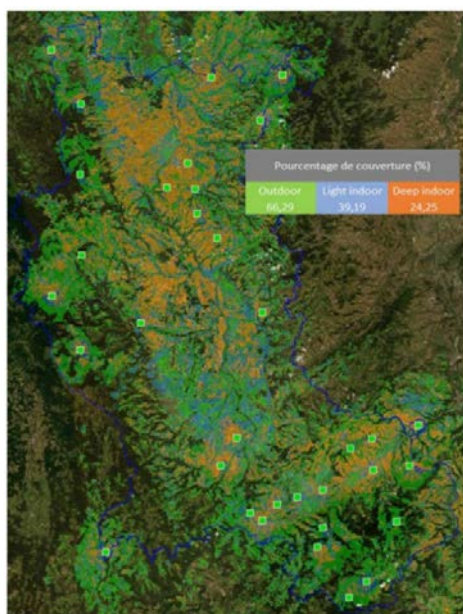 Pourcentage de couverture (%)
Outdoor Light indoor Deep indoor
66,29 39,19 24,25